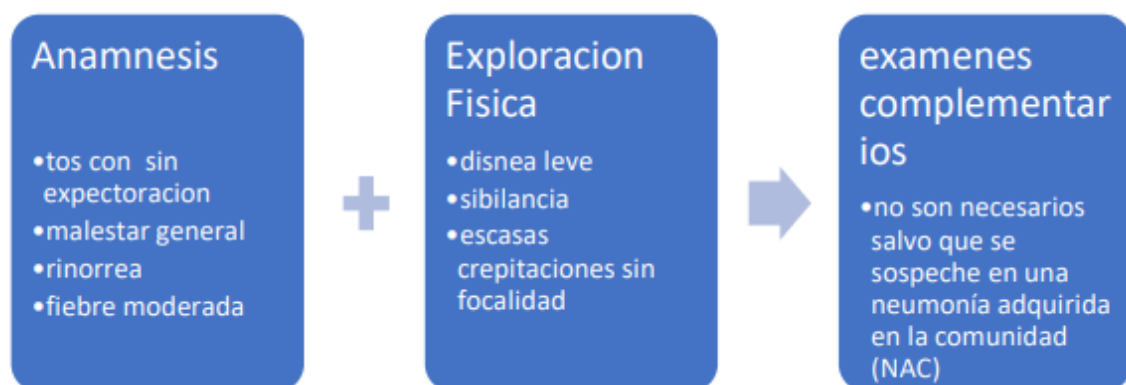 Anamnesis
•tos con sin
expectoracion
•malestar general
•rinorrea
•fiebre moderada
Exploracion
Fisica
•disnea leve
•sibilancia
•escasas
crepitaciones sin
focalidad
examenes
complementar
ios
•no son necesarios
salvo que se
sospeche en una
neumonía adquirida
en la comunidad
(NAC)